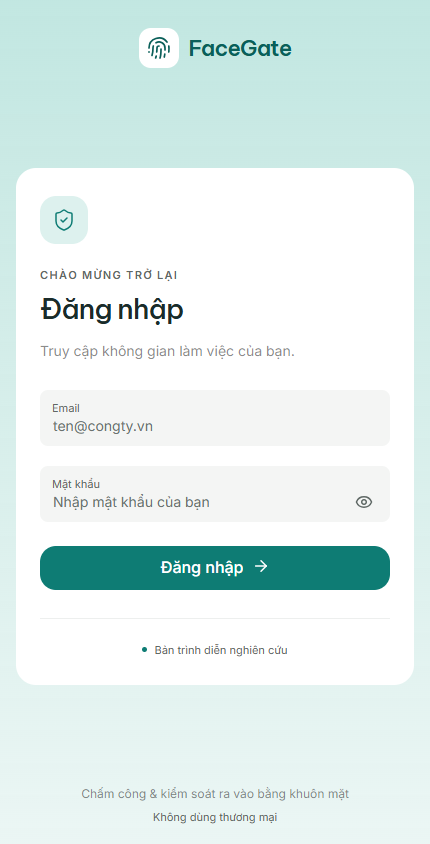 FaceGate
CHÀO MỪNG TRỞ LẠI
Đăng nhập
Truy cập không gian làm việc của bạn.
Email
ten@congty.vn
Mật khẩu
Nhập mật khẩu của bạn
Đăng nhập
Bản trình diễn nghiên cứu
Chấm công & kiểm soát ra vào bằng khuôn mặt
Không dùng thương mại